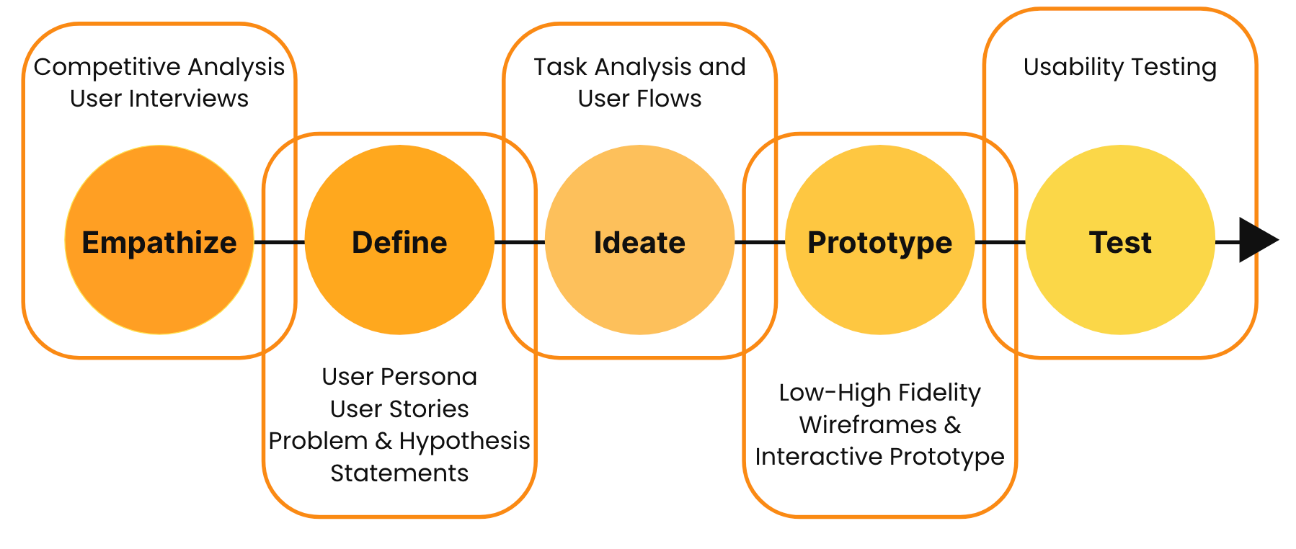 Competitive Analysis
User Interviews
Task Analysis and
User Flows
Usability Testing
Empathize
Define
Ideate
Prototype
Test
User Persona
User Stories
Problem & Hypothesis
Statements
Low-High Fidelity
Wireframes &
Interactive Prototype